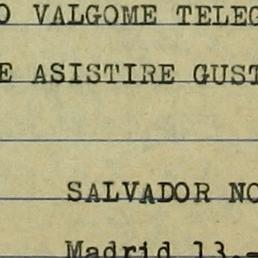 O VALGOME TELEG
E ASISTIRE GUST
SALVADOR NO
Madrid 13.-